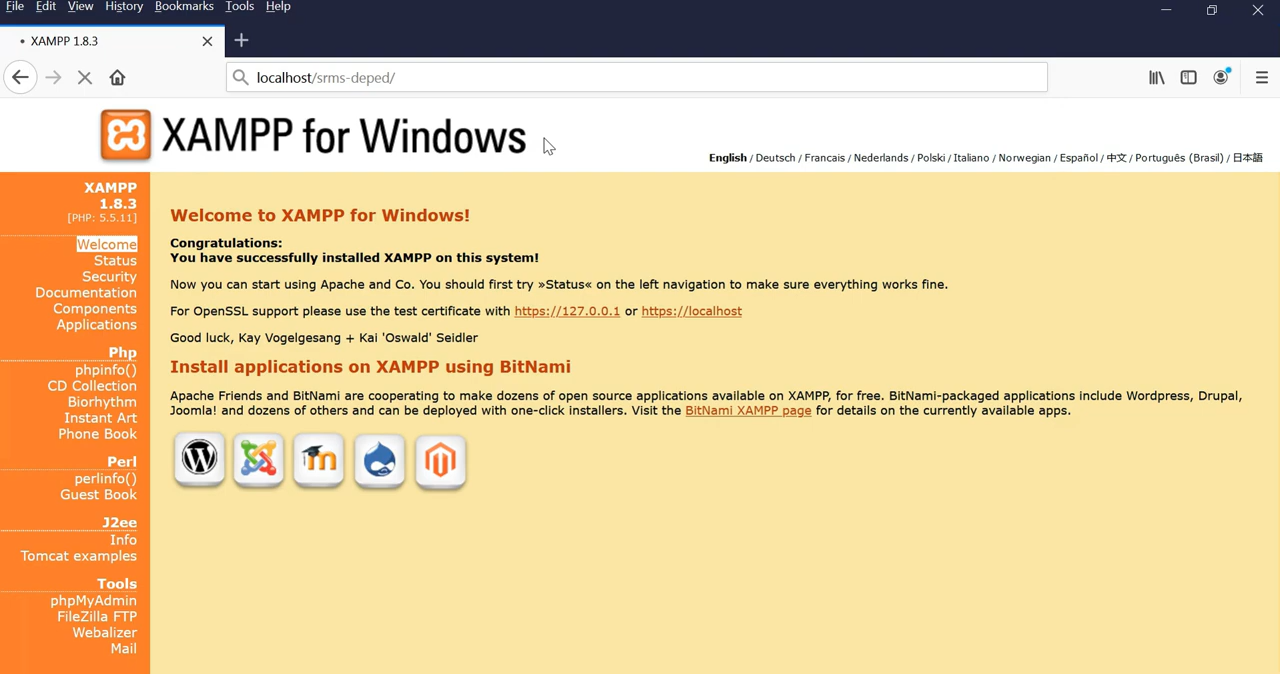 File Edit View History Bookmarks Tools Help
• XAMPP 1.8.3
localhost/srms-deped/
XAMPP for Windows
English / Deutsch / Francais / Nederlands / Polski / Italiano / Norwegian / Español / 中文 / Português (Brasil) / 日本語
XAMPP
1.8.3
[PHP: 5.5.11]
Welcome
Status
Security
Documentation
Components
Applications
Php
phpinfo()
CD Collection
Biorhythm
Instant Art
Phone Book
Perl
perlinfo()
Guest Book
J2ee
Info
Tomcat examples
Tools
phpMyAdmin
FileZilla FTP
Webalizer
Mail
Welcome to XAMPP for Windows!
Congratulations:
You have successfully installed XAMPP on this system!
Now you can start using Apache and Co. You should first try »Status« on the left navigation to make sure everything works fine.
For OpenSSL support please use the test certificate with https://127.0.0.1 or https://localhost
Good luck, Kay Vogelgesang + Kai 'Oswald' Seidler
Install applications on XAMPP using BitNami
Apache Friends and BitNami are cooperating to make dozens of open source applications available on XAMPP, for free. BitNami-packaged applications include Wordpress, Drupal,
Joomla! and dozens of others and can be deployed with one-click installers. Visit the BitNami XAMPP page for details on the currently available apps.